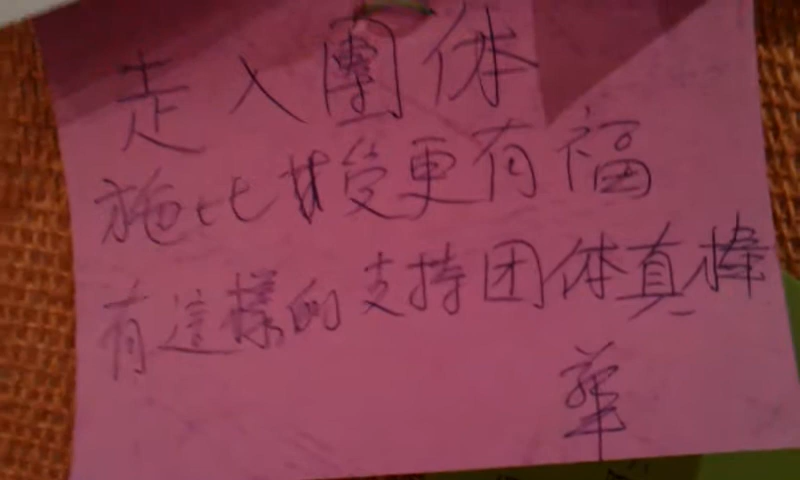 走入團体
施比受更有福
有這樣的支持团体真棒
華